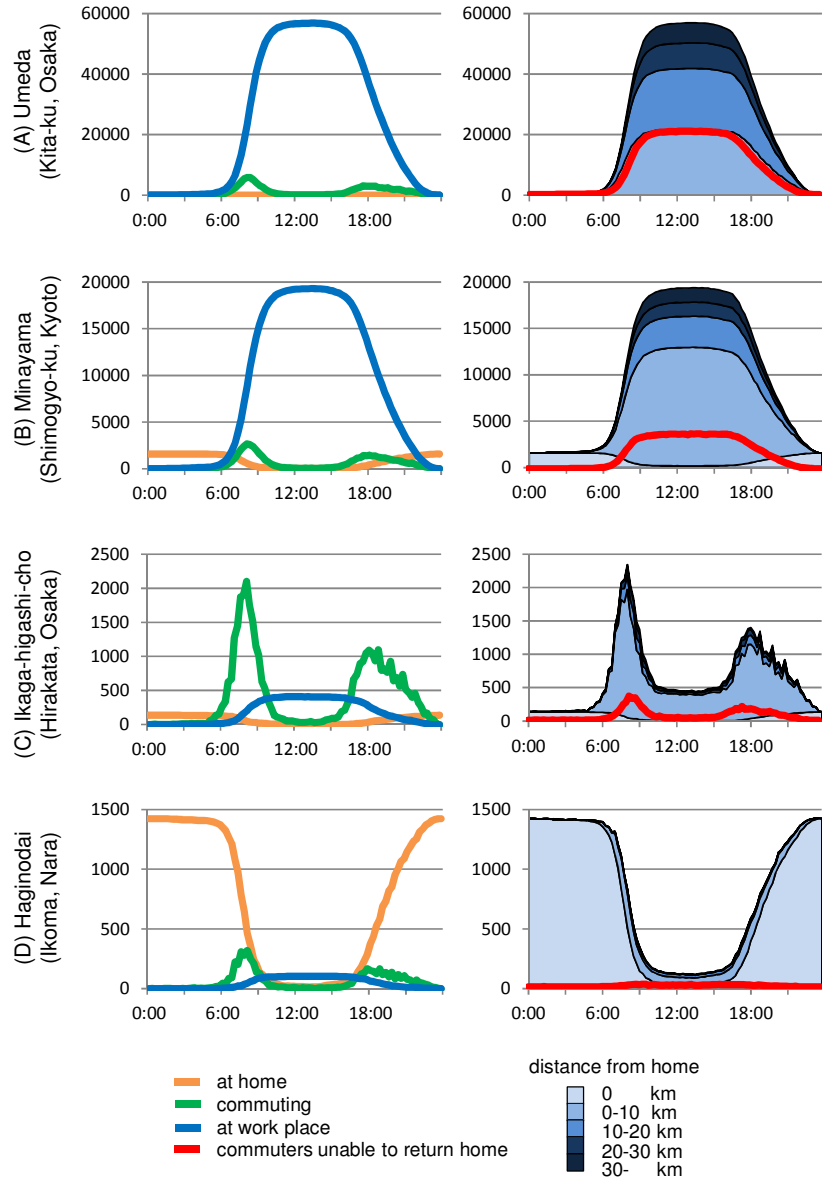 (A) Umeda
(Kita-ku, Osaka)
60000
40000
20000
0
0:00 6:00 12:00 18:00
60000
40000
20000
0
0:00 6:00 12:00 18:00
(B) Minayama
(Shimogyo-ku, Kyoto)
20000
15000
10000
5000
0
0:00 6:00 12:00 18:00
20000
15000
10000
5000
0
0:00 6:00 12:00 18:00
(C) Ikaga-higashi-cho
(Hirakata, Osaka)
2500
2000
1500
1000
500
0
0:00 6:00 12:00 18:00
2500
2000
1500
1000
500
0
0:00 6:00 12:00 18:00
(D) Haginodai
(Ikoma, Nara)
1500
1000
500
0
0:00 6:00 12:00 18:00
1500
1000
500
0
0:00 6:00 12:00 18:00
at home
commuting
at work place
commuters unable to return home
distance from home
0 km
0-10 km
10-20 km
20-30 km
30- km